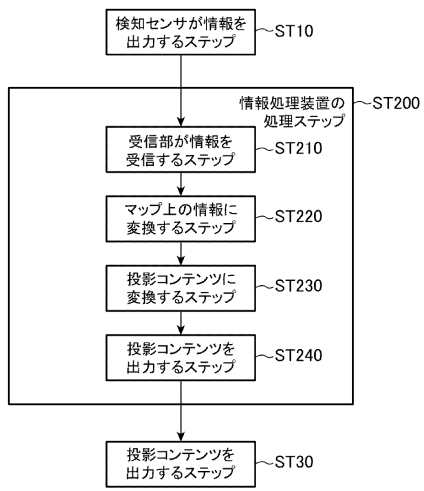 検知センサが情報を
出力するステップ
ST10
情報処理装置の
処理ステップ
ST200
受信部が情報を
受信するステップ
ST210
マップ上の情報に
変換するステップ
ST220
投影コンテンツに
変換するステップ
ST230
投影コンテンツを
出力するステップ
ST240
投影コンテンツを
出力するステップ
ST30